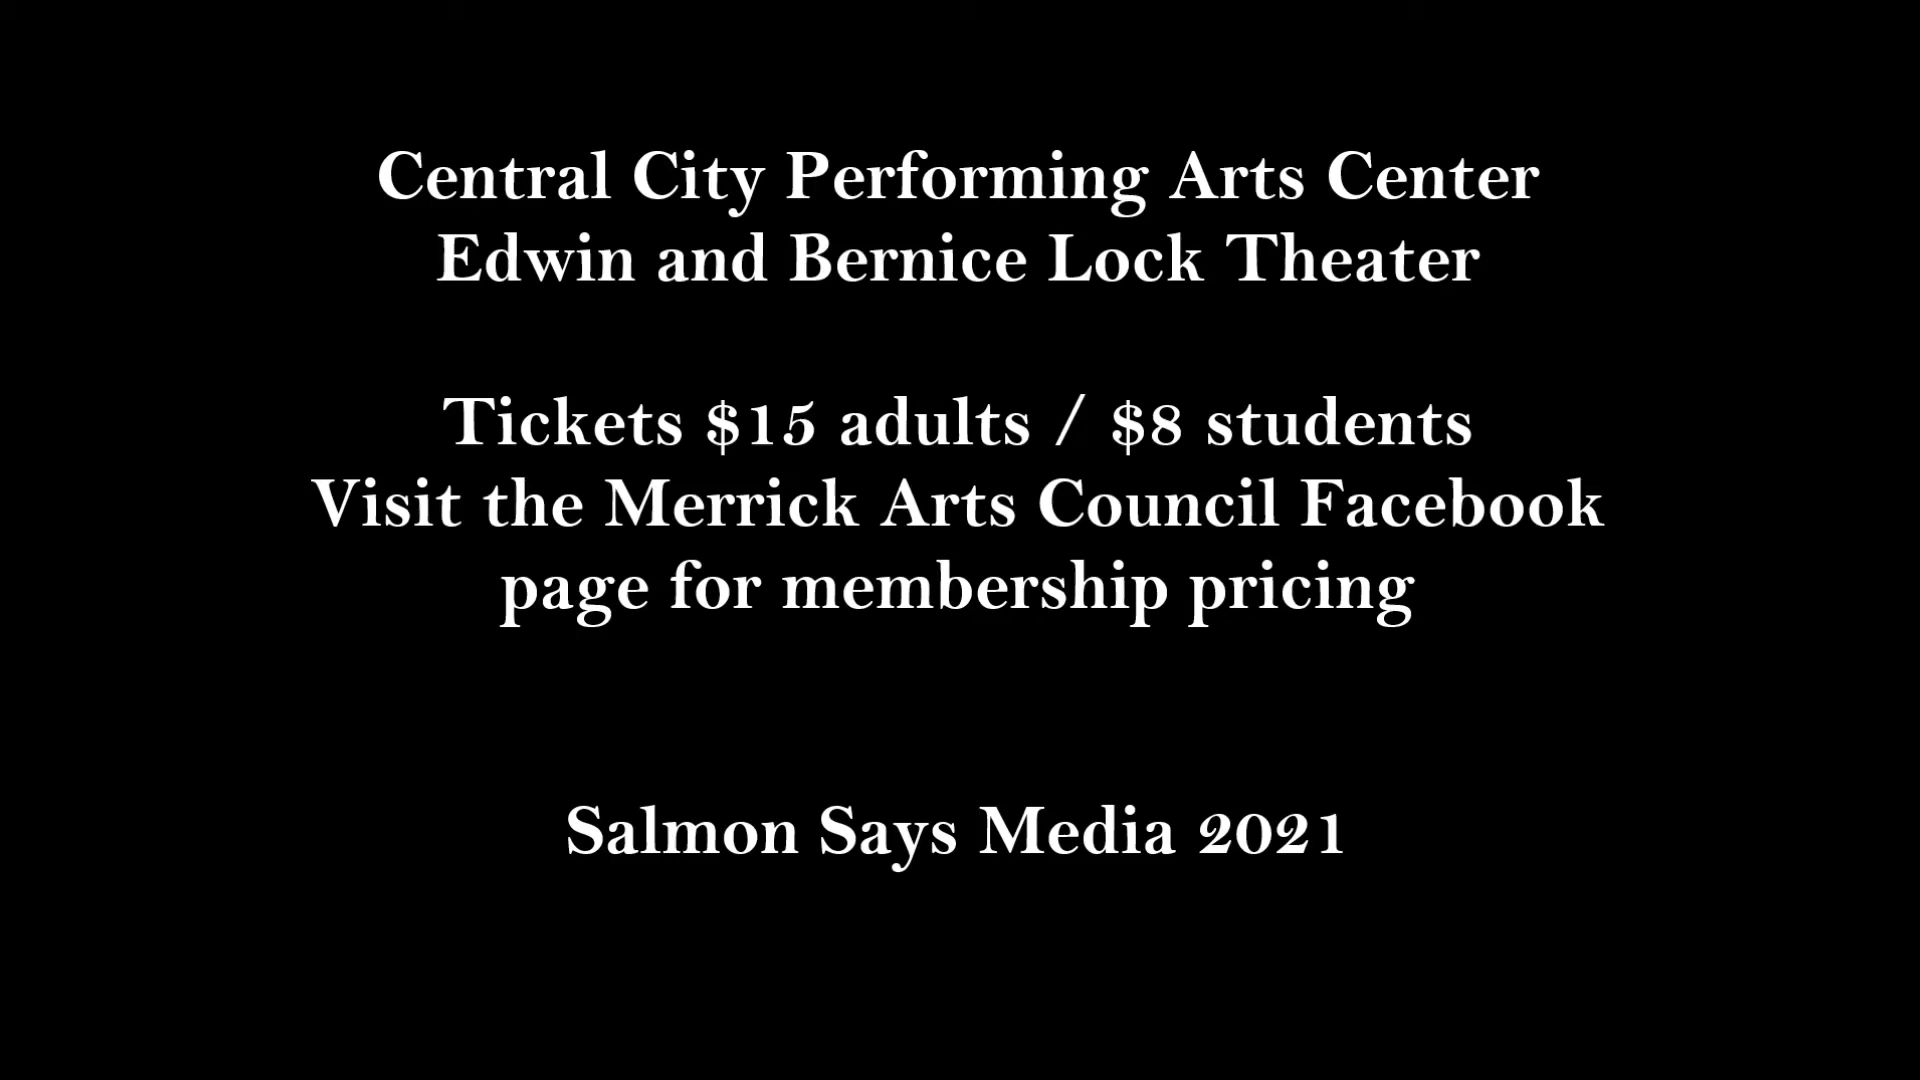 Central City Performing Arts Center
Edwin and Bernice Lock Theater
Tickets $15 adults / $8 students
Visit the Merrick Arts Council Facebook
page for membership pricing
Salmon Says Media 2021